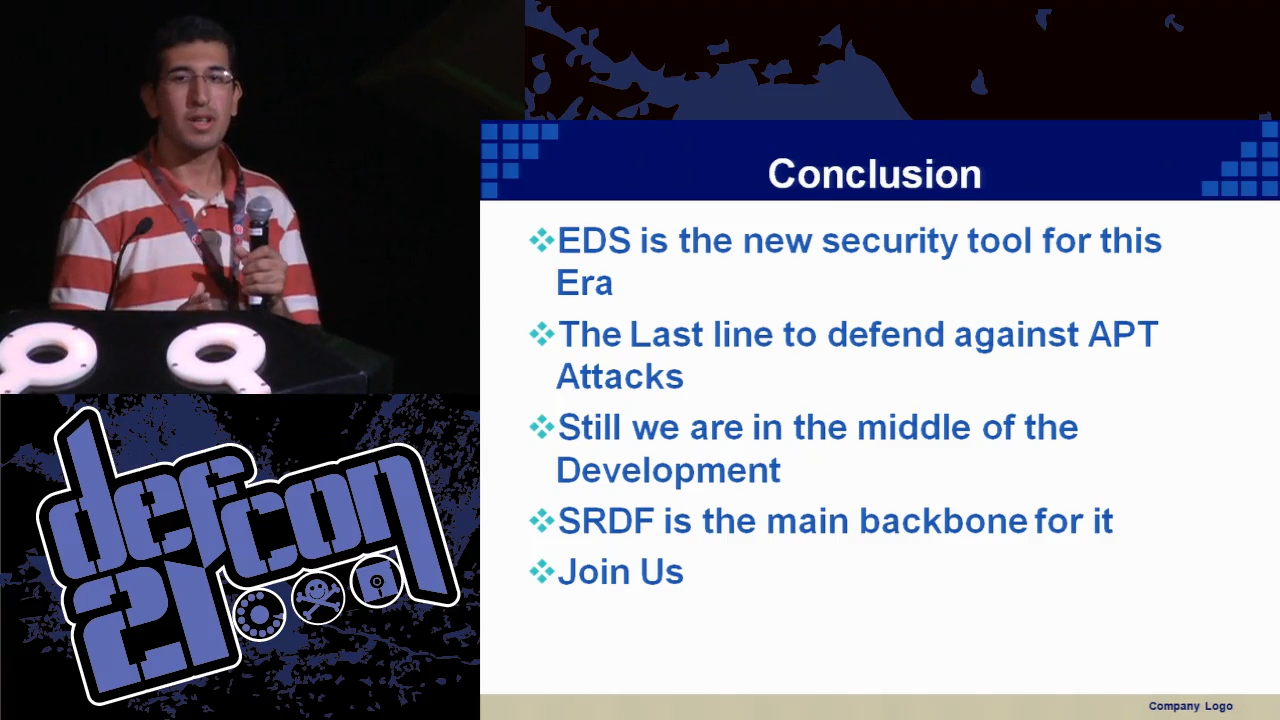 Conclusion
EDS is the new security tool for this
Era
The Last line to defend against APT
Attacks
Still we are in the middle of the
Development
SRDF is the main backbone for it
Join Us
Company Logo
defcon
21